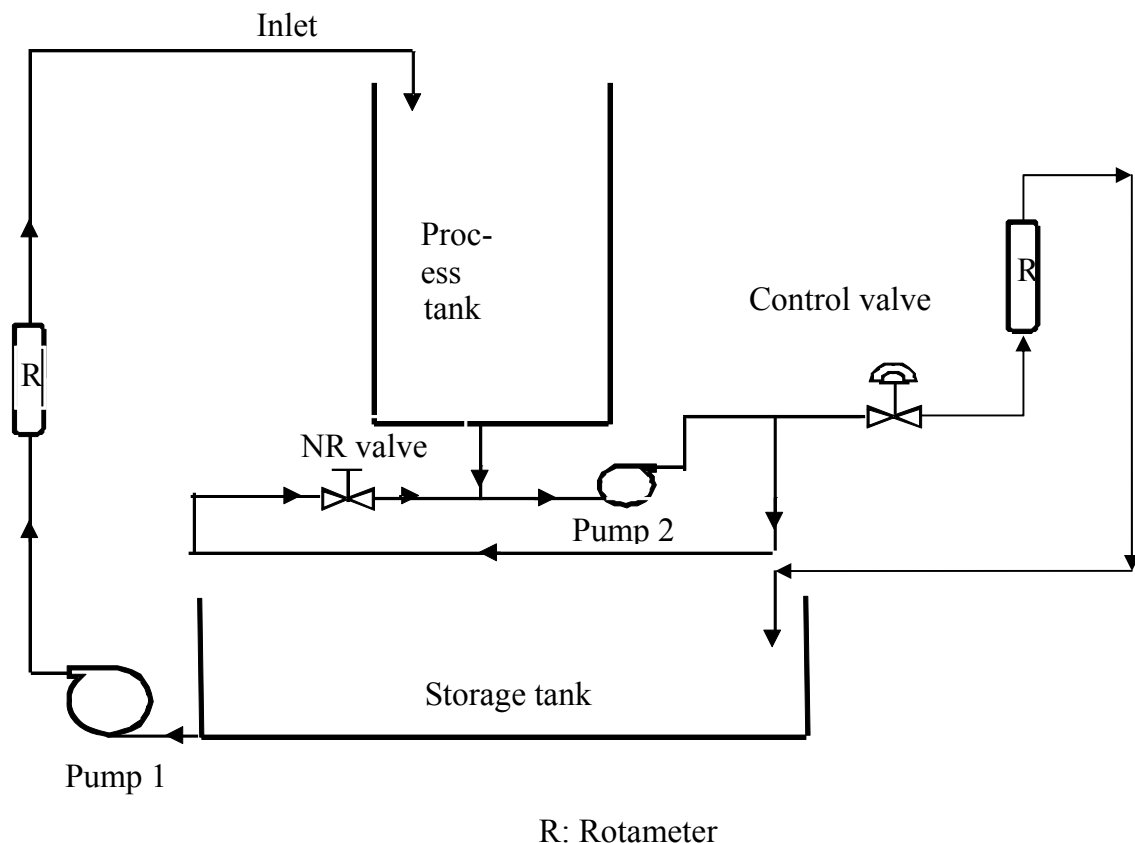 Inlet
Proc-
ess
tank
Control valve
R
R
NR valve
Pump 2
Storage tank
Pump 1
R: Rotameter